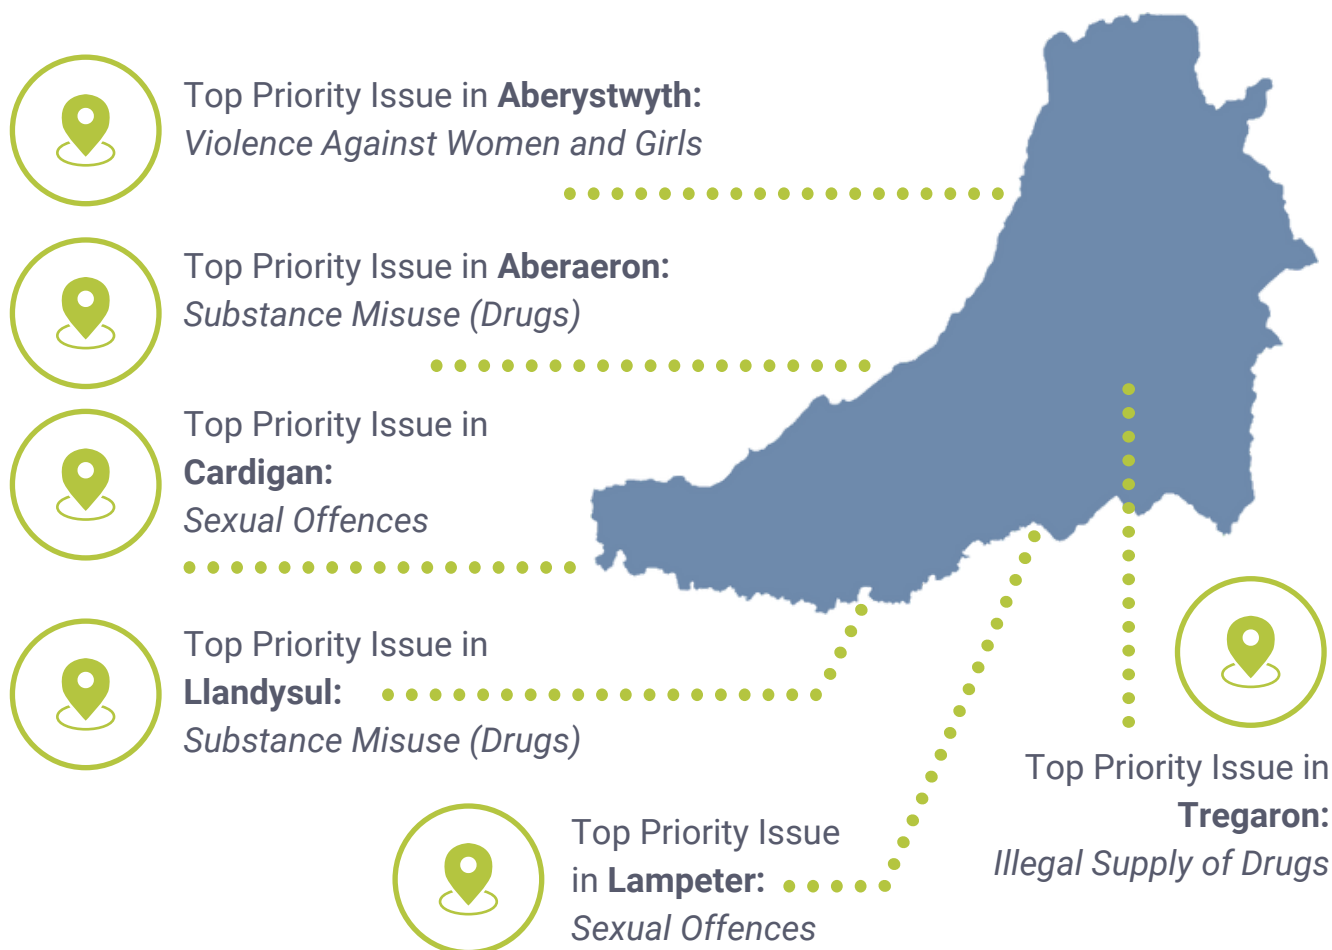 Top Priority Issue in Aberystwyth:
Violence Against Women and Girls
Top Priority Issue in Aberaeron:
Substance Misuse (Drugs)
Top Priority Issue in
Cardigan:
Sexual Offences
Top Priority Issue in
Llandysul:
Substance Misuse (Drugs)
Top Priority Issue
in Lampeter:
Sexual Offences
Top Priority Issue in
Tregaron:
Illegal Supply of Drugs